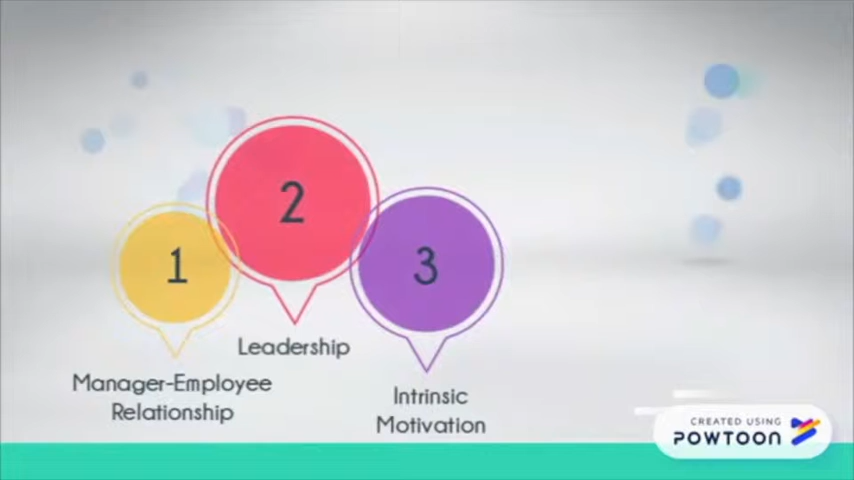 1
2
3
Manager-Employee
Relationship
Leadership
Intrinsic
Motivation
CREATED USING
POWTOON